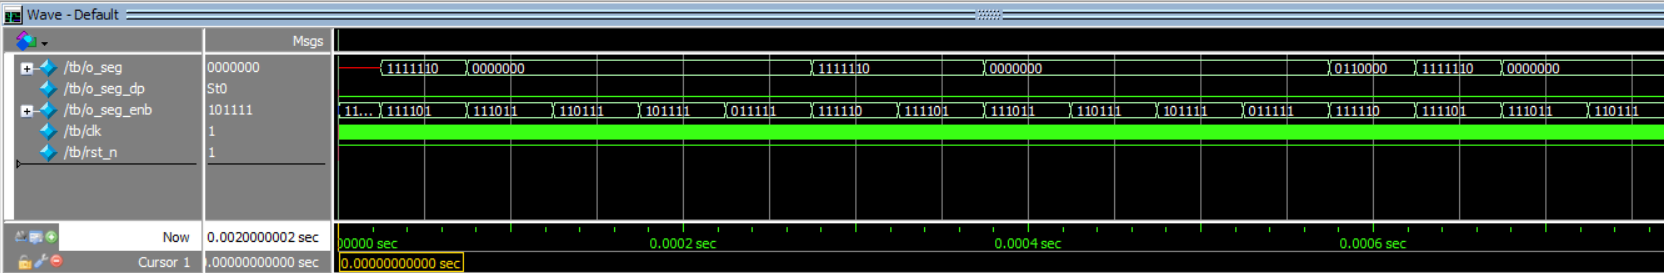 Wave - Default
Msgs
/tb/o_seg 0000000 1111110 0000000 1111110 0000000 0110000 1111110 0000000
/tb/o_seg_dp St0
/tb/o_seg_enb 101111 11... 111101 111011 110111 101111 011111 111110 111101 111011 110111 101111 011111 111110 111101 111011 110111
/tb/clk 1
/tb/rst_n 1
Now 0.0020000002 sec 00000 sec 0.0002 sec 0.0004 sec 0.0006 sec
Cursor 1 .00000000000 sec 0.00000000000 sec